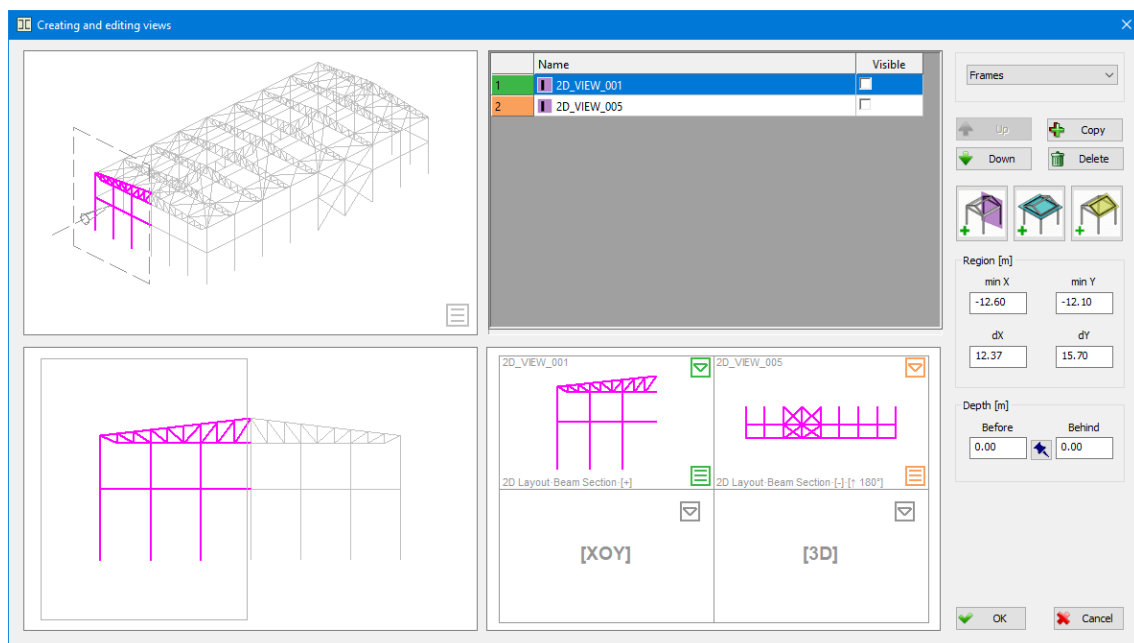 Creating and editing views
Name Visible
1 2D_VIEW_001
2 2D_VIEW_005
Frames
Up Copy
Down Delete
Region [m]
min X min Y
-12.60 -12.10
dX dY
12.37 15.70
Depth [m]
Before Behind
0.00 0.00
2D_VIEW_001 2D_VIEW_005
2D Layout·Beam Section·[+] 2D Layout·Beam Section·[-]·[↑ 180°]
[XOY] [3D]
OK Cancel